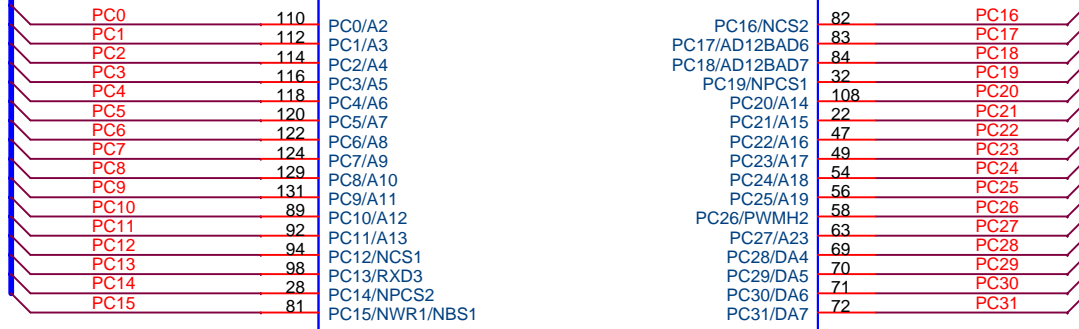 PC0 110 PC0/A2 PC16/NCS2 82 PC16
PC1 112 PC1/A3 PC17/AD12BAD6 83 PC17
PC2 114 PC2/A4 PC18/AD12BAD7 84 PC18
PC3 116 PC3/A5 PC19/NPCS1 32 PC19
PC4 118 PC4/A6 PC20/A14 108 PC20
PC5 120 PC5/A7 PC21/A15 22 PC21
PC6 122 PC6/A8 PC22/A16 47 PC22
PC7 124 PC7/A9 PC23/A17 49 PC23
PC8 129 PC8/A10 PC24/A18 54 PC24
PC9 131 PC9/A11 PC25/A19 56 PC25
PC10 89 PC10/A12 PC26/PWMH2 58 PC26
PC11 92 PC11/A13 PC27/A23 63 PC27
PC12 94 PC12/NCS1 PC28/DA4 69 PC28
PC13 98 PC13/RXD3 PC29/DA5 70 PC29
PC14 28 PC14/NPCS2 PC30/DA6 71 PC30
PC15 81 PC15/NWR1/NBS1 PC31/DA7 72 PC31